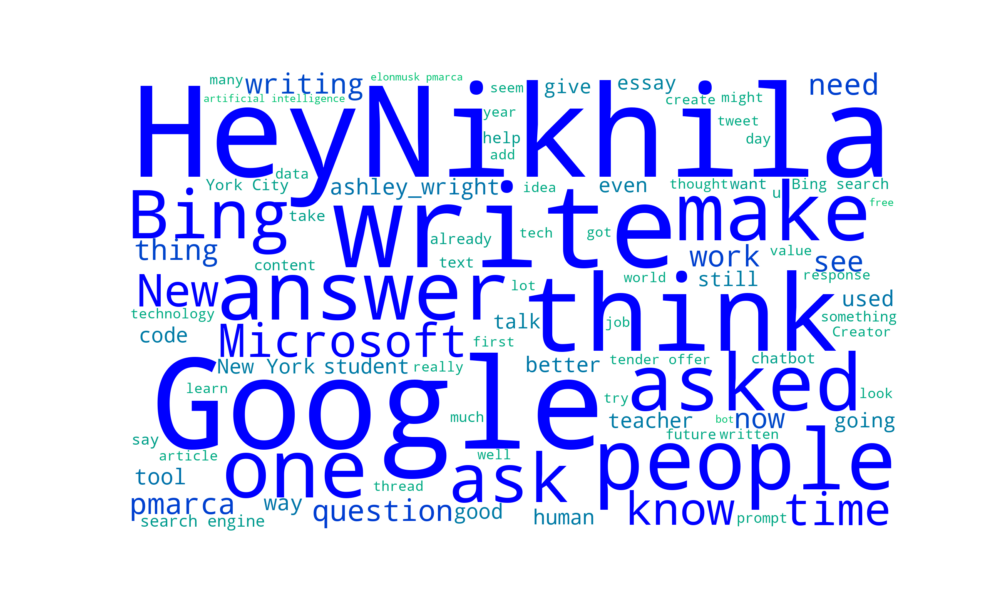 many writing elonmusk pmarca seem give essay need
artificial intelligence create might
HeyNikhila
year tweet
help day
add
data
York City ashley_wright idea even thought want u Bing search
Bing take write make free
already tech got
thing content text work value see
still response
New answer lot think world used
technology something
code Microsoft talk job Creator
first
New York student really better tender offer chatbot
Google asked look
learn try
much teacher bot now going
say future written
article well
tool one thread ask people
pmarca way question good human know prompt time
search engine